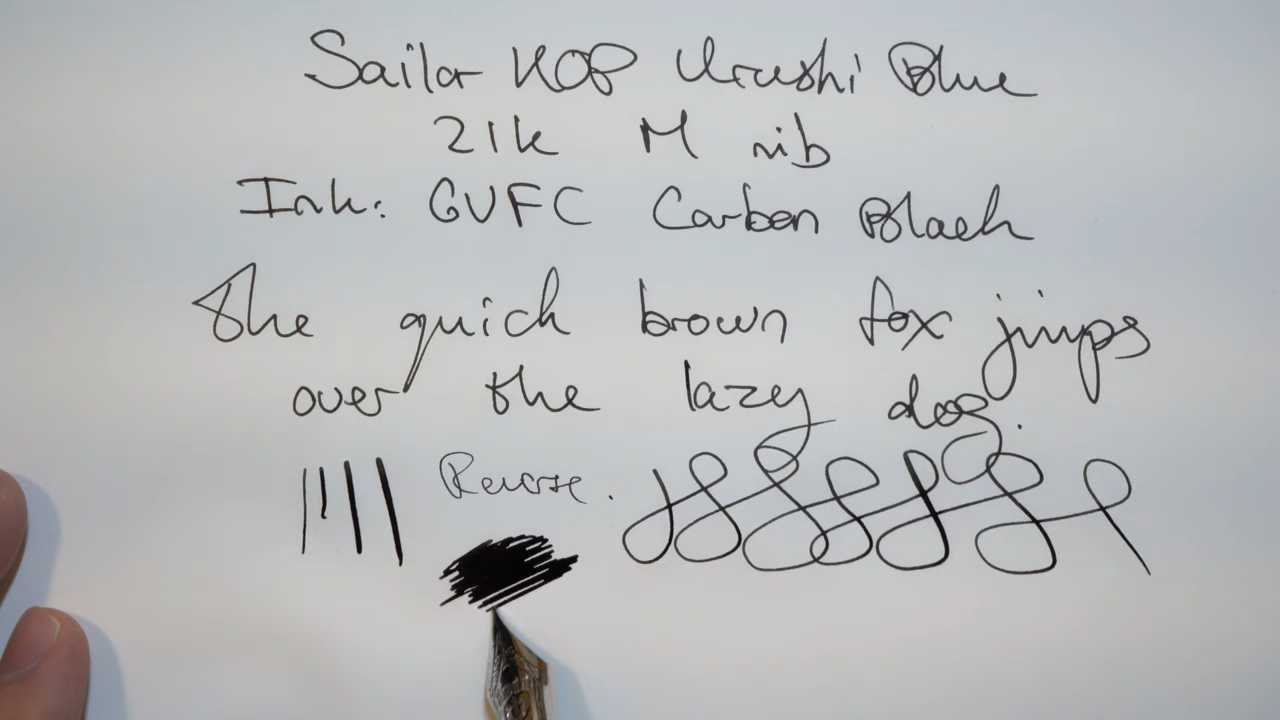 Sailor KOP Urushi Blue
21k M nib
Ink: GVFC Carbon Black
The quick brown fox jumps
over the lazy dog.
Reverse.